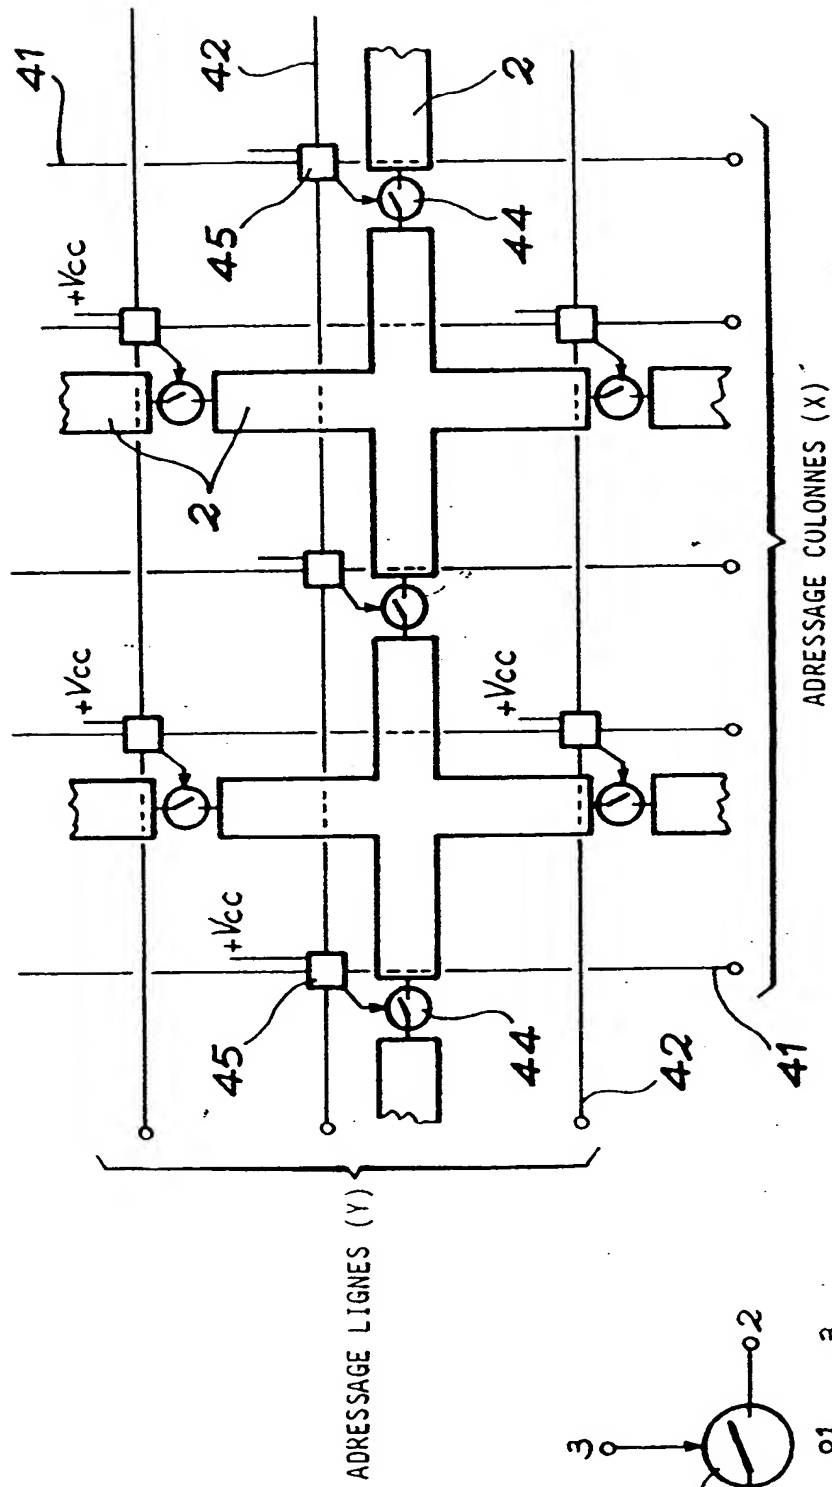 41
+Vcc +Vcc
45 +Vcc 2 45 42
ADRESSAGE LIGNES (Y)
44 +Vcc 44 2
3
42
2
41
ADRESSAGE CULONNES (X)